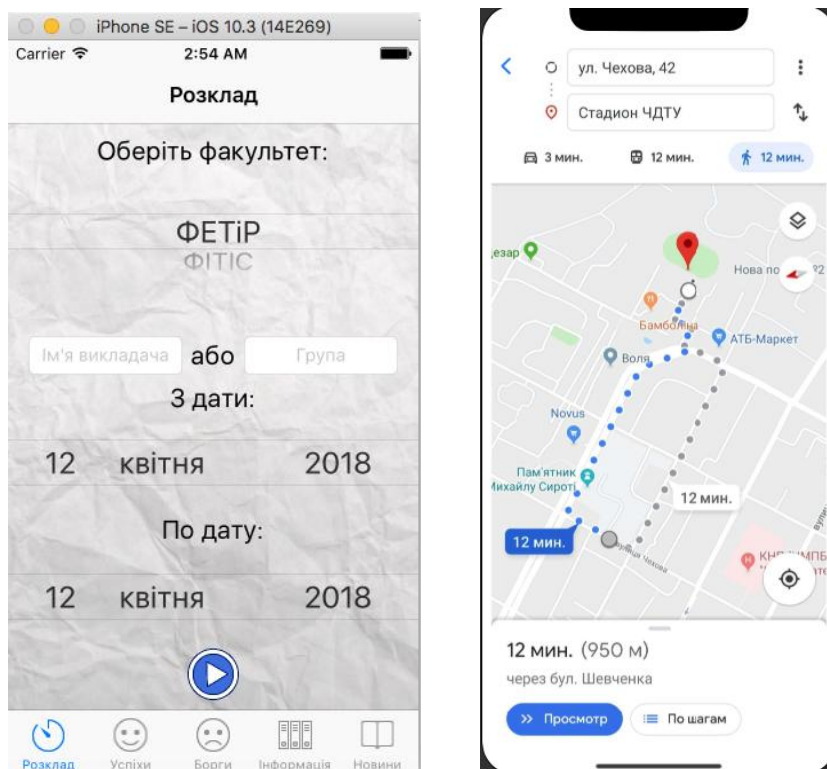 iPhone SE – iOS 10.3 (14E269)
Carrier 2:54 AM
Розклад
Оберіть факультет:
ФЕТіР
ФІТІС
Ім'я викладача або Група
З дати:
12 квітня 2018
По дату:
12 квітня 2018
Розклад Успіхи Борги Інформація Новини
ул. Чехова, 42
Стадион ЧДТУ
3 мин. 12 мин. 12 мин.
Нова
Бамболіна
АТБ-Маркет
Воля
Novus
Пам'ятник
Михайлу Сироті
12 мин.
12 мин.
вулиця Чехова
12 мин. (950 м)
через бул. Шевченка
Просмотр По шагам